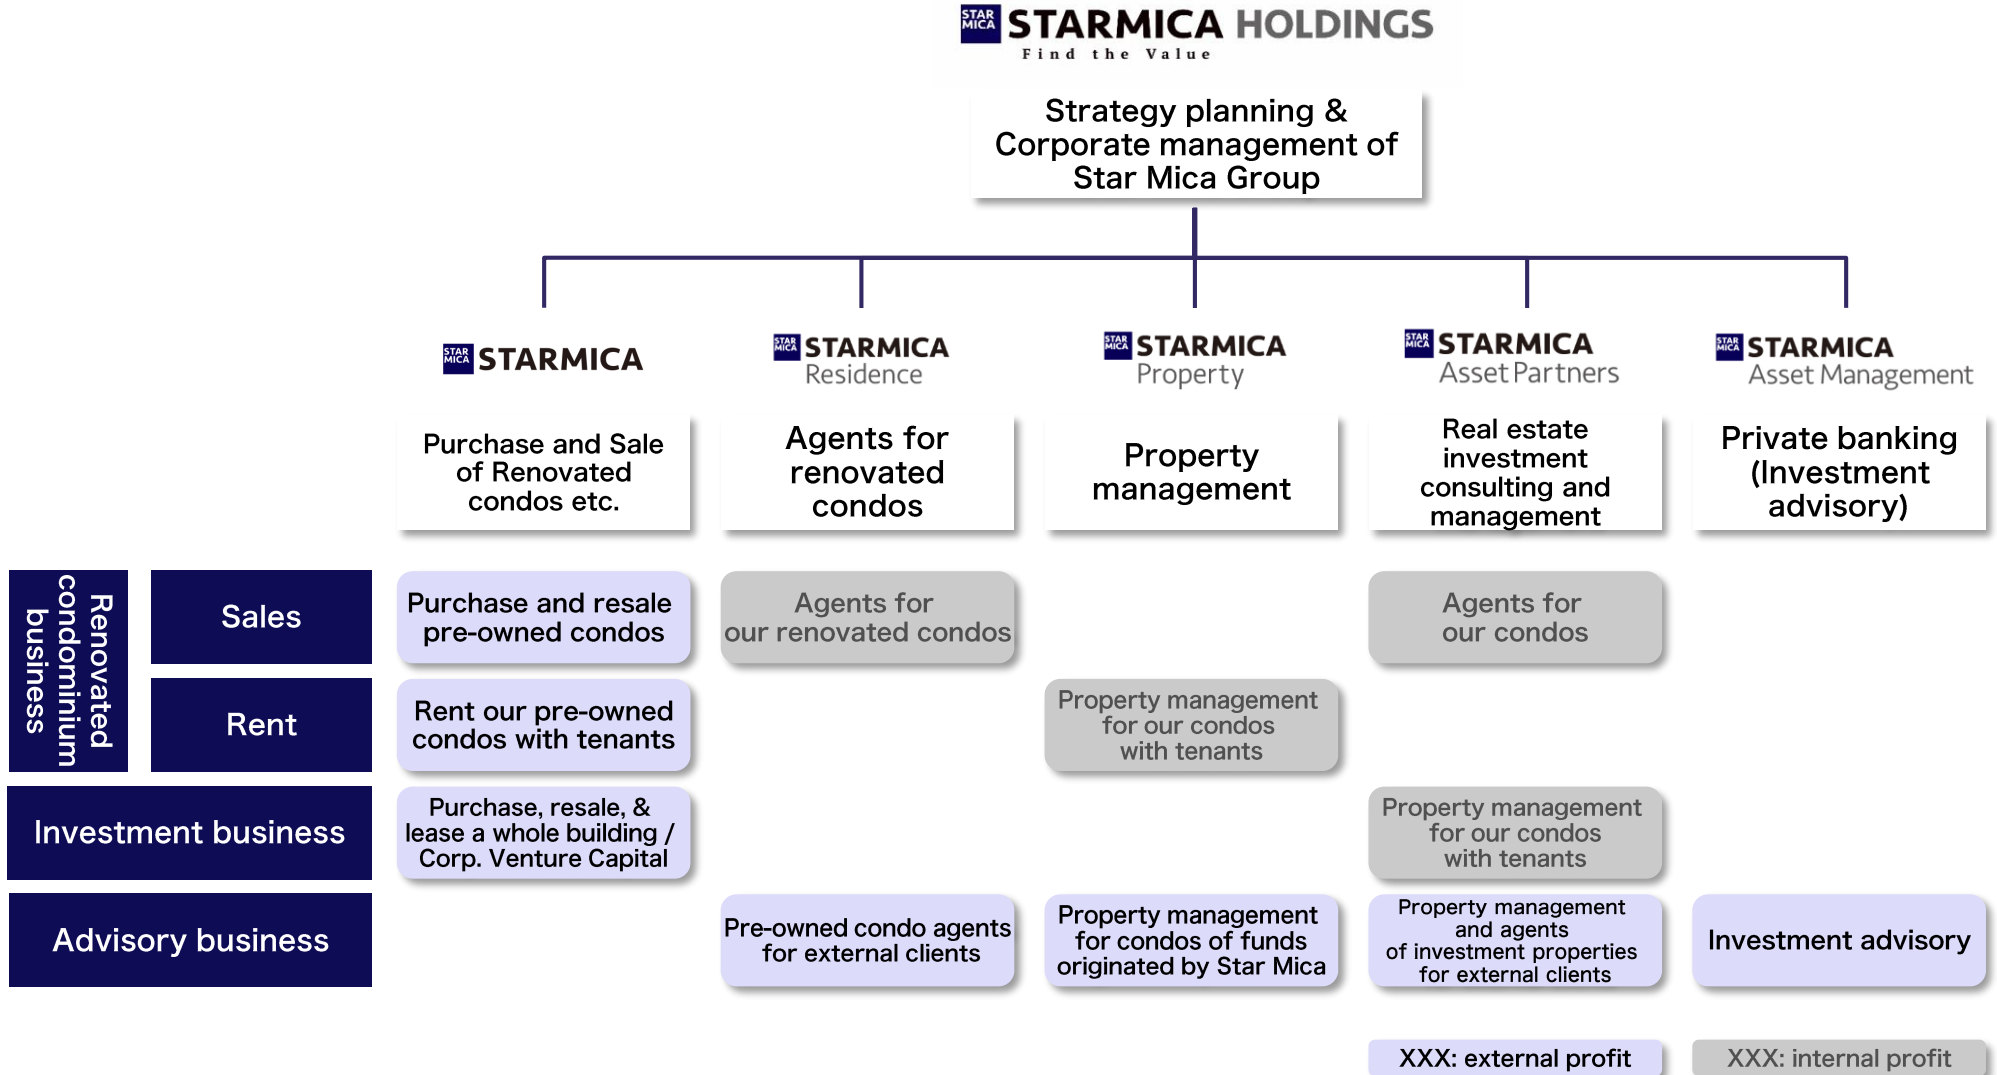 STAR
MICA
STARMICA HOLDINGS
Find the Value
Strategy planning &
Corporate management of
Star Mica Group
STAR
MICA
STARMICA
STAR
MICA
STARMICA
Residence
STAR
MICA
STARMICA
Property
STAR
MICA
STARMICA
Asset Partners
STAR
MICA
STARMICA
Asset Management
Purchase and Sale
of Renovated
condos etc.
Agents for
renovated
condos
Property
management
Real estate
investment
consulting and
management
Private banking
(Investment
advisory)
Renovated
condominium
business
Sales
Purchase and resale
pre-owned condos
Agents for
our renovated condos
Agents for
our condos
Rent
Rent our pre-owned
condos with tenants
Property management
for our condos
with tenants
Investment business
Purchase, resale, &
lease a whole building /
Corp. Venture Capital
Property management
for our condos
with tenants
Advisory business
Pre-owned condo agents
for external clients
Property management
for condos of funds
originated by Star Mica
Property management
and agents
of investment properties
for external clients
Investment advisory
XXX: external profit
XXX: internal profit